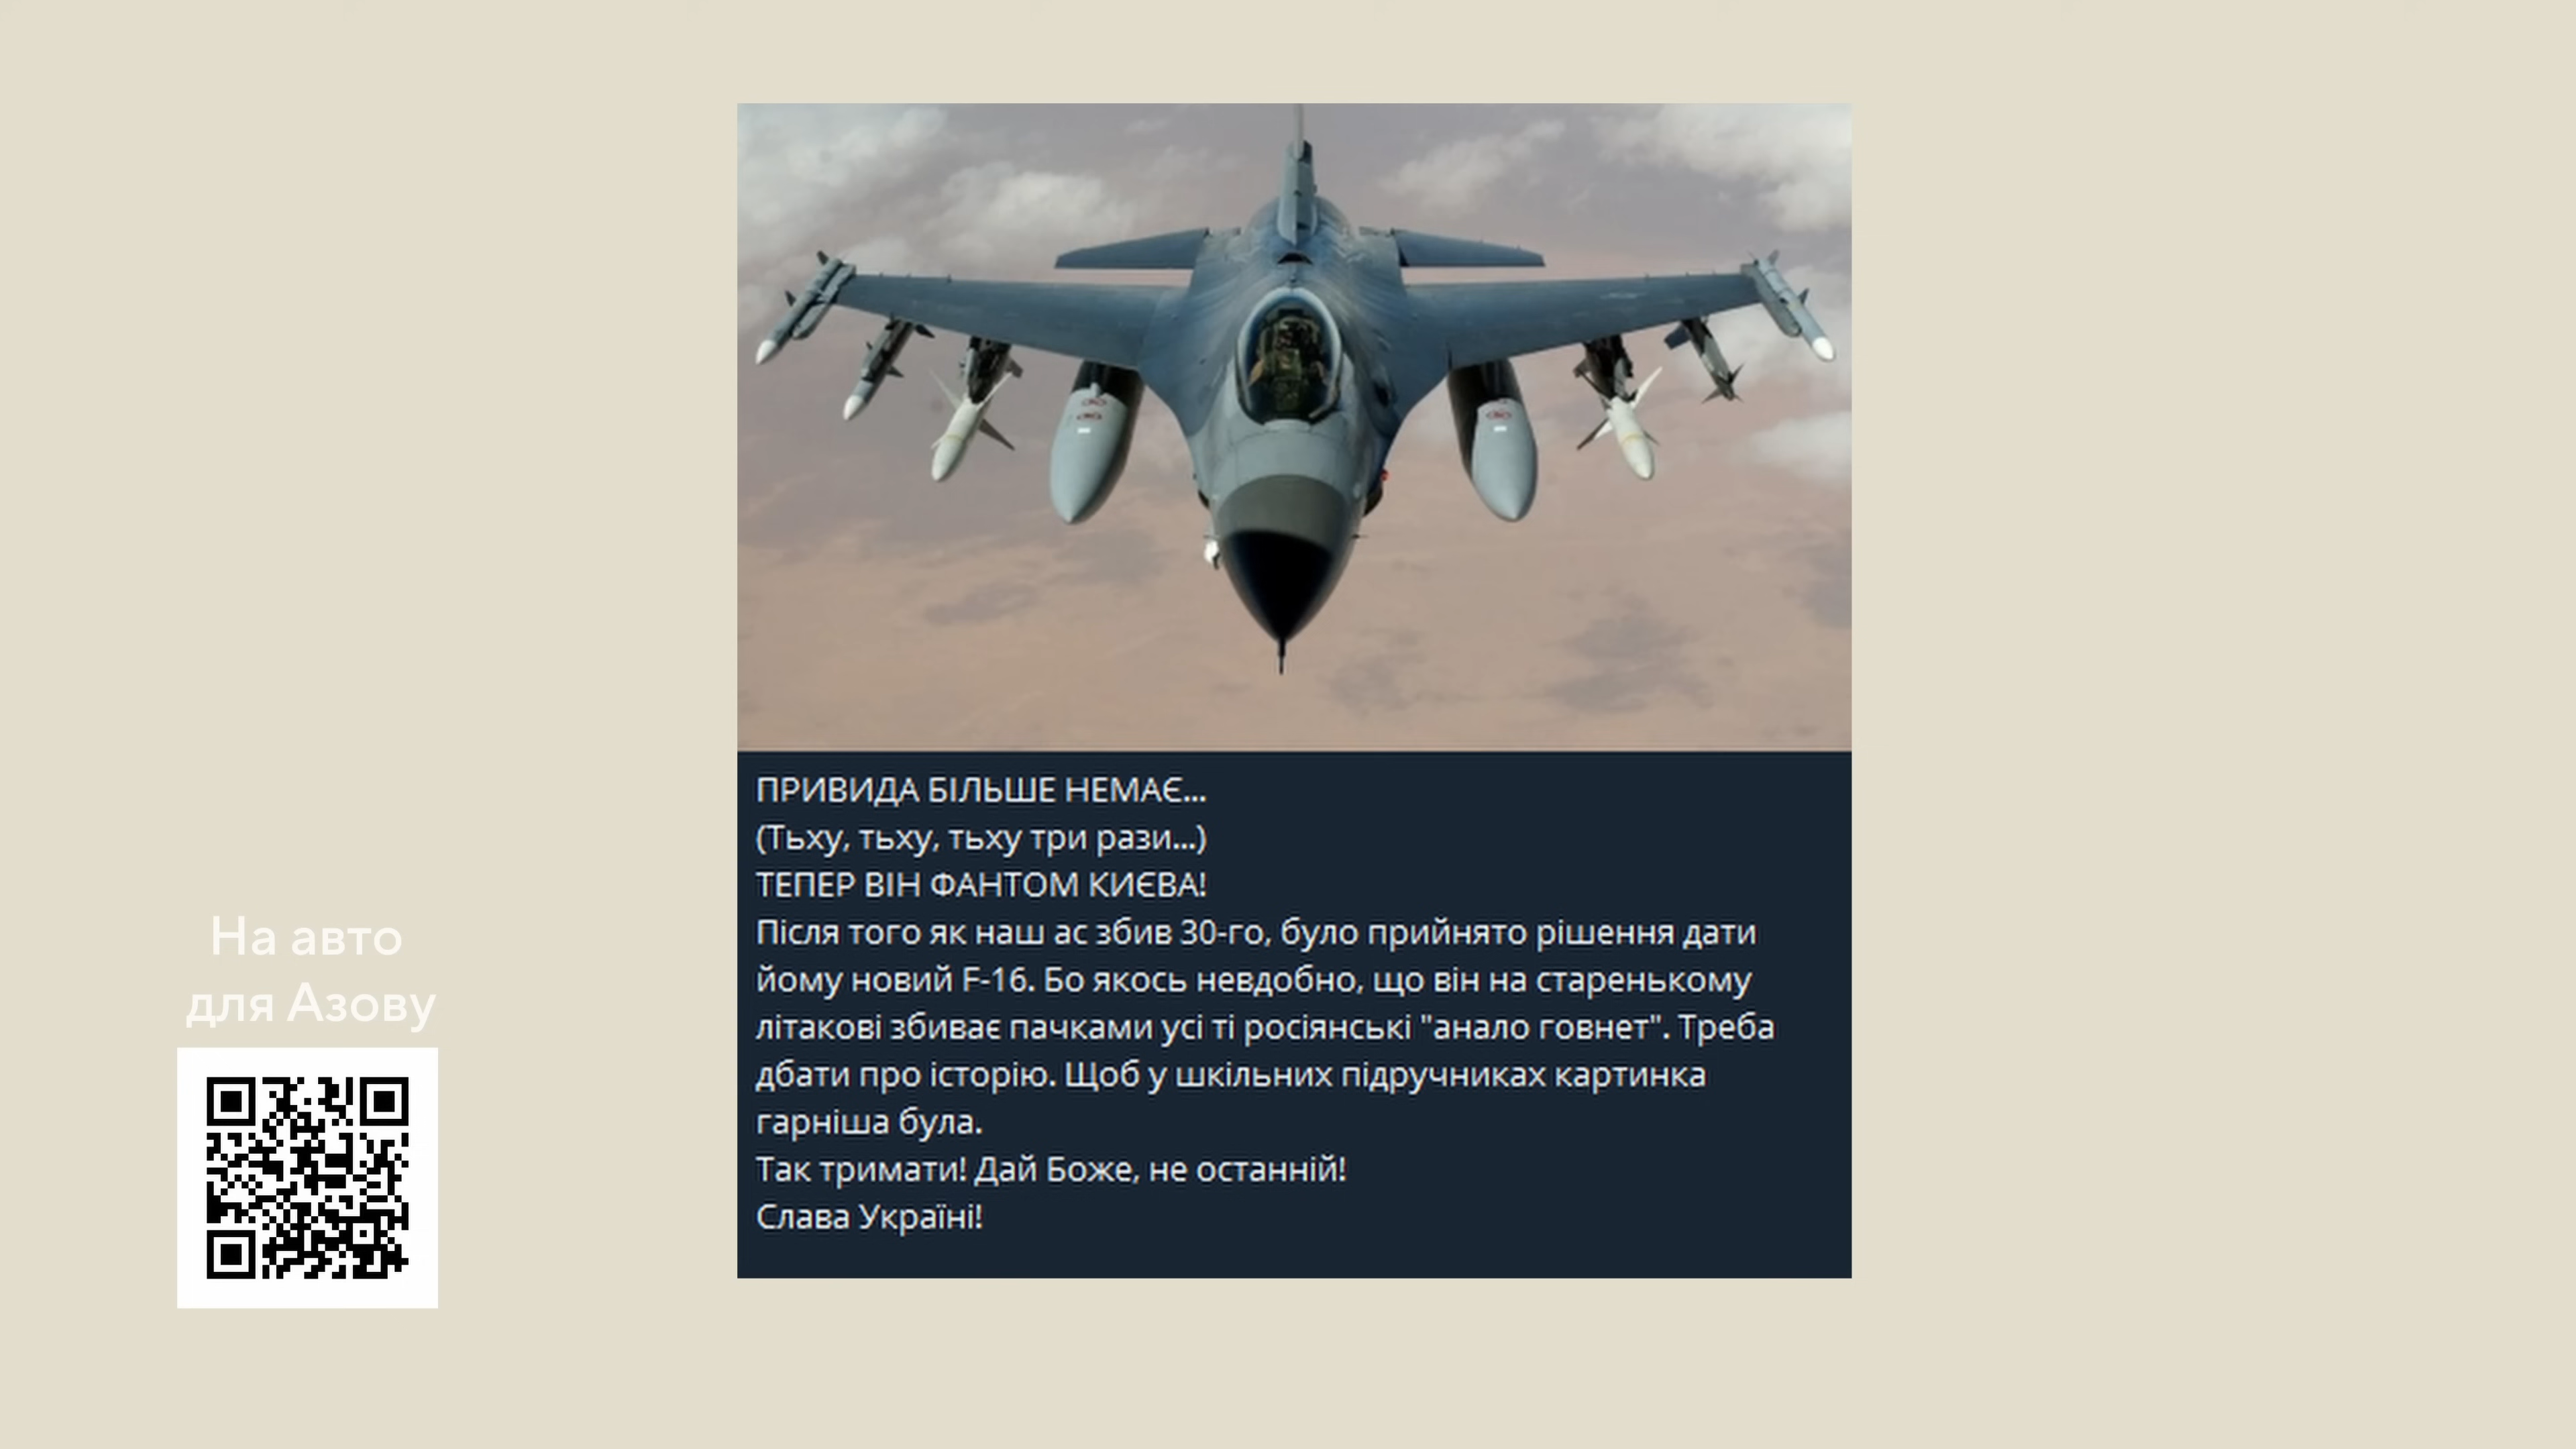 ПРИВИДА БІЛЬШЕ НЕМАЄ...
(Тьху, тьху, тьху три рази...)
ТЕПЕР ВІН ФАНТОМ КИЄВА!
Після того як наш ас збив 30-го, було прийнято рішення дати
йому новий F-16. Бо якось невдобно, що він на старенькому
літакові збиває пачками усі ті росіянські "анало говнет". Треба
дбати про історію. Щоб у шкільних підручниках картинка
гарніша була.
Так тримати! Дай Боже, не останній!
Слава Україні!
На авто
для Азову